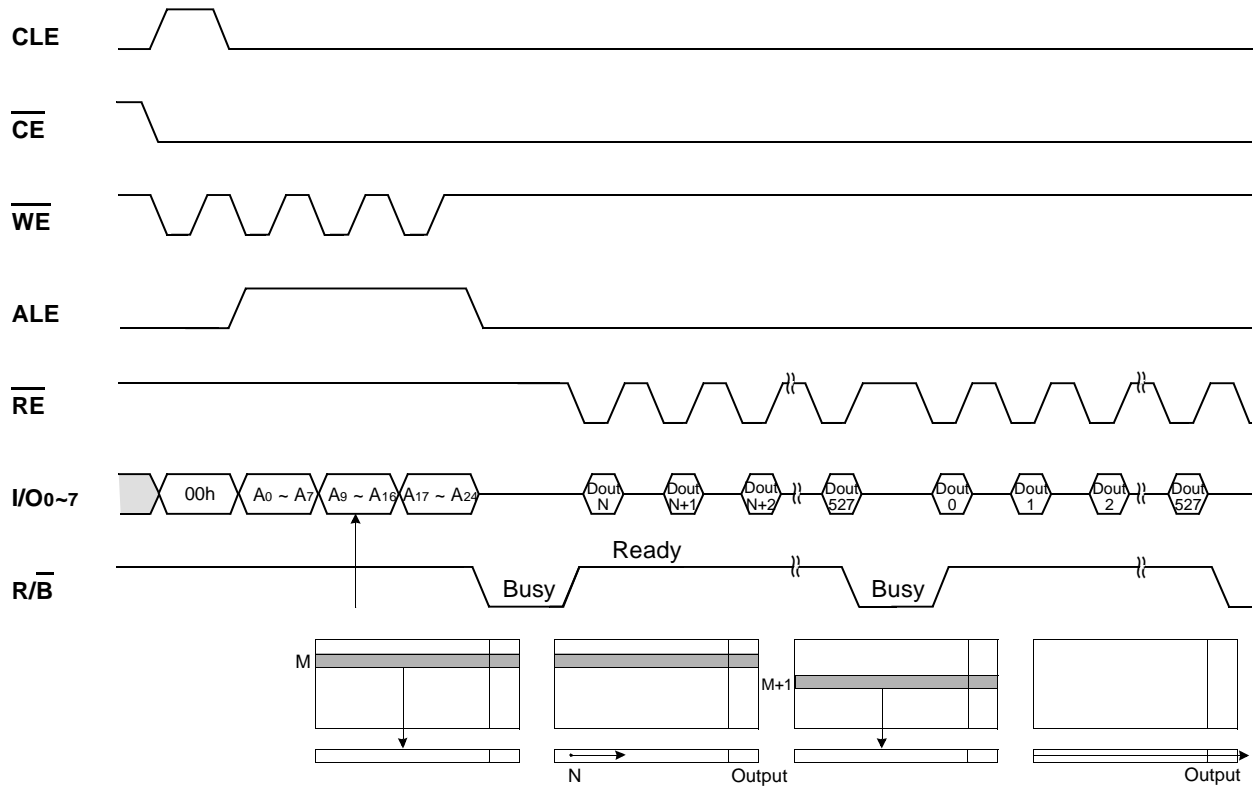 CLE
CE
WE
ALE
RE
I/O0~7 00h A0 ~ A7 A9 ~ A16 A17 ~ A24 Dout N Dout N+1 Dout N+2 Dout 527 Dout 0 Dout 1 Dout 2 Dout 527
R/B Busy Ready Busy
M M+1
N Output Output